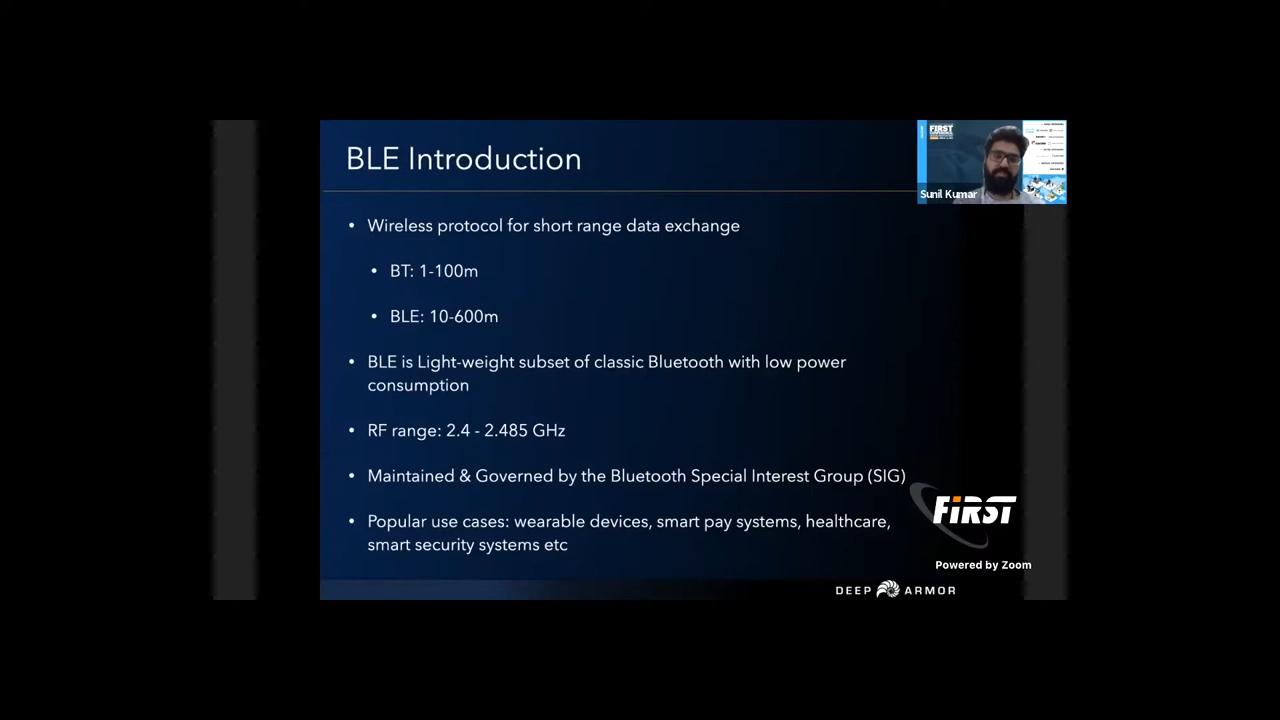 BLE Introduction
FIRST
CONFERENCE
Sunil Kumar
• Wireless protocol for short range data exchange
• BT: 1-100m
• BLE: 10-600m
• BLE is Light-weight subset of classic Bluetooth with low power
consumption
• RF range: 2.4 - 2.485 GHz
• Maintained & Governed by the Bluetooth Special Interest Group (SIG)
• Popular use cases: wearable devices, smart pay systems, healthcare,
smart security systems etc
FiRST
Powered by Zoom
DEEP ARMOR